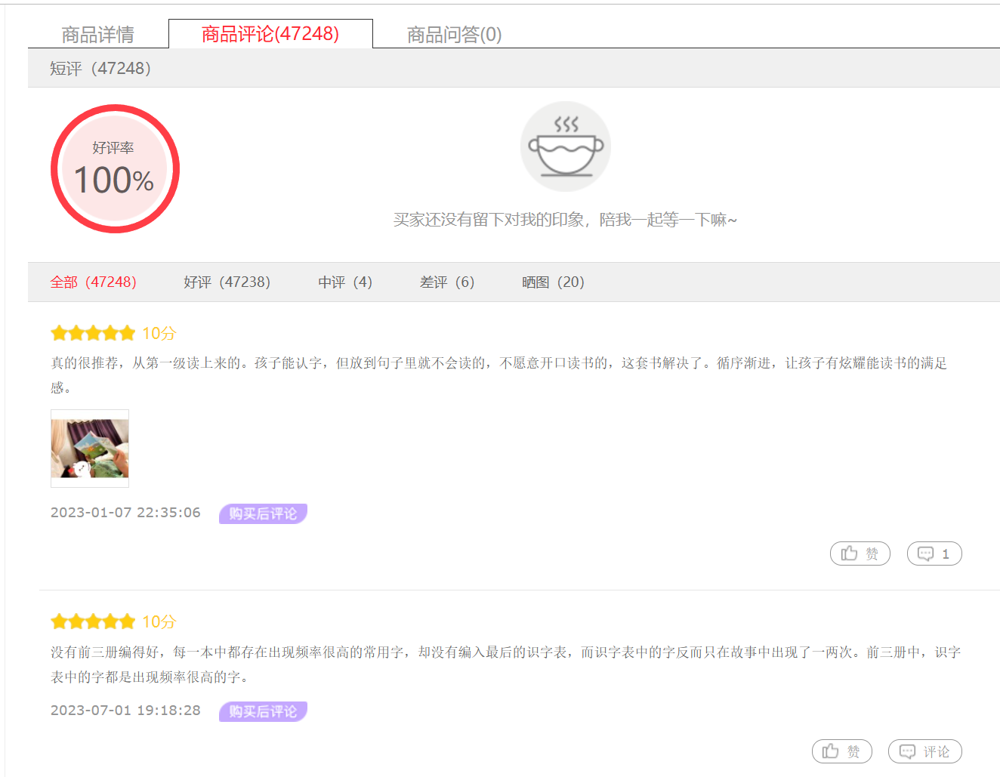 商品详情 商品评论(47248) 商品问答(0)
短评（47248）
好评率
100%
买家还没有留下对我的印象，陪我一起等一下嘛~
全部（47248） 好评（47238） 中评（4） 差评（6） 晒图（20）
10分
真的很推荐，从第一级读上来的。孩子能认字，但放到句子里就不会读的，不愿意开口读书的，这套书解决了。循序渐进，让孩子有炫耀能读书的满足
感。
2023-01-07 22:35:06 购买后评论
赞 1
10分
没有前三册编得好，每一本中都存在出现频率很高的常用字，却没有编入最后的识字表，而识字表中的字反而只在故事中出现了一两次。前三册中，识字
表中的字都是出现频率很高的字。
2023-07-01 19:18:28 购买后评论
赞 评论